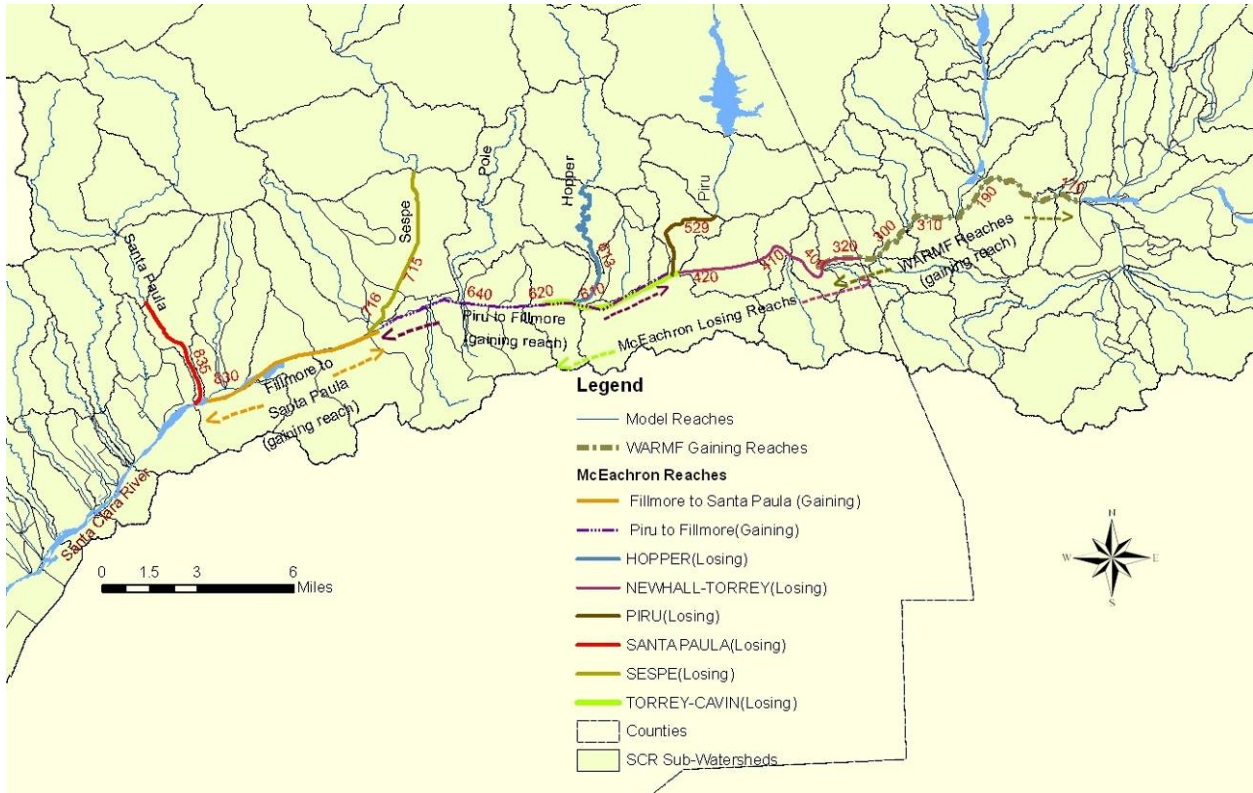 Santa Paula
835
830
Sespe
715
716
Pole
Hopper
613
Piru
529
640
620
610
420
410
400
320
300
310
190
170
Piru to Fillmore
(gaining reach)
Fillmore to
Santa Paula
(gaining reach)
McEachron Losing Reachs
WARMF Reaches
(gaining reach)
Santa Clara River
0 1.5 3 6
Miles
N
W E
S
Legend
Model Reaches
WARMF Gaining Reaches
McEachron Reaches
Fillmore to Santa Paula (Gaining)
Piru to Fillmore(Gaining)
HOPPER(Losing)
NEWHALL-TORREY(Losing)
PIRU(Losing)
SANTA PAULA(Losing)
SESPE(Losing)
TORREY-CAVIN(Losing)
Counties
SCR Sub-Watersheds